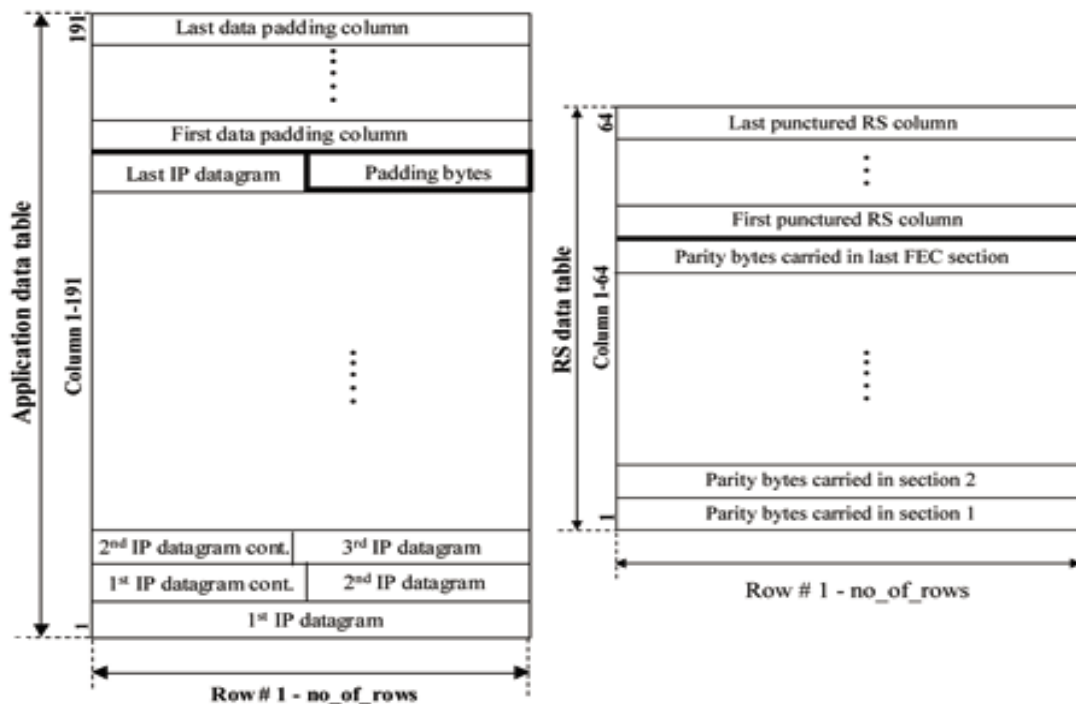 Application data table
Column 1-191
191
1
Last data padding column
First data padding column
Last IP datagram
Padding bytes
2nd IP datagram cont.
3rd IP datagram
1st IP datagram cont.
2nd IP datagram
1st IP datagram
Row # 1 - no_of_rows
RS data table
Column 1-64
64
1
Last punctured RS column
First punctured RS column
Parity bytes carried in last FEC section
Parity bytes carried in section 2
Parity bytes carried in section 1
Row # 1 - no_of_rows